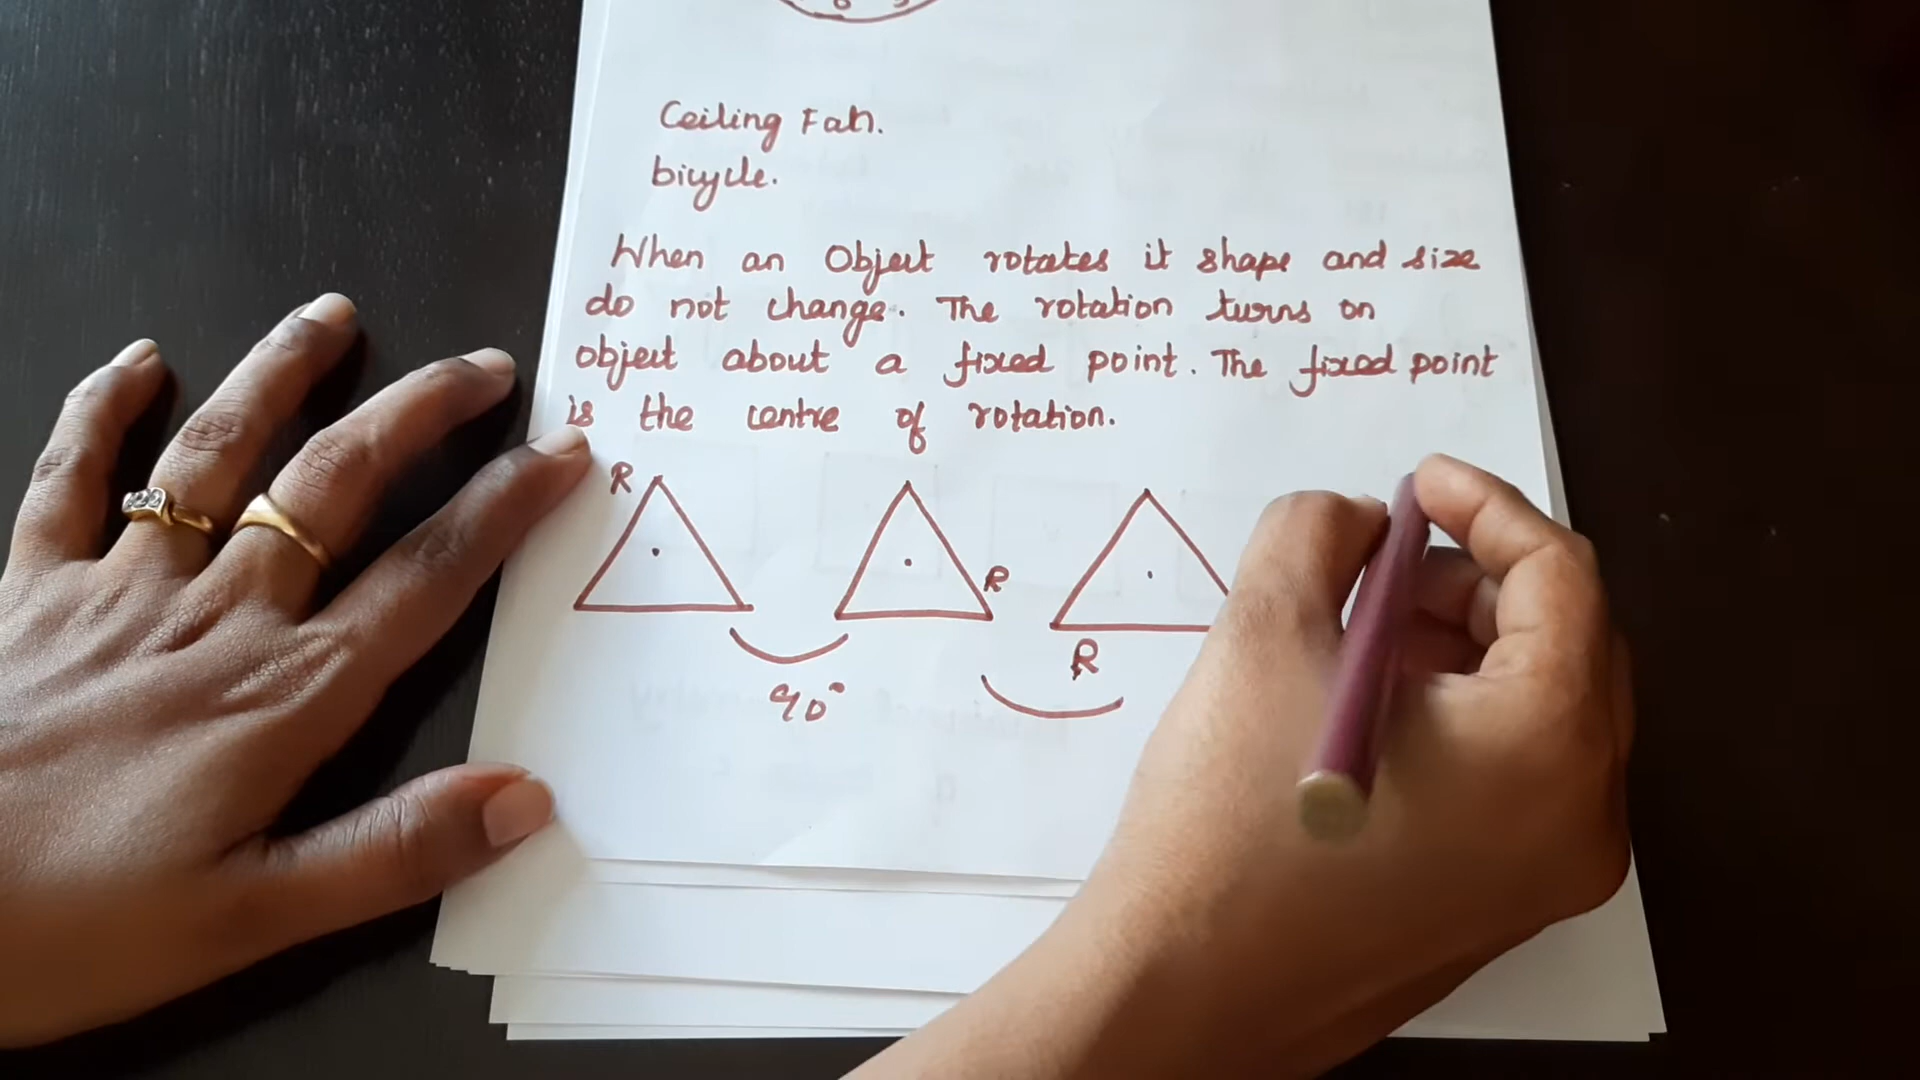 Ceiling Fan.
bicycle.
When an Object rotates it shape and size
do not change. The rotation turns on
object about a fixed point. The fixed point
is the centre of rotation.
R
R
R
90°